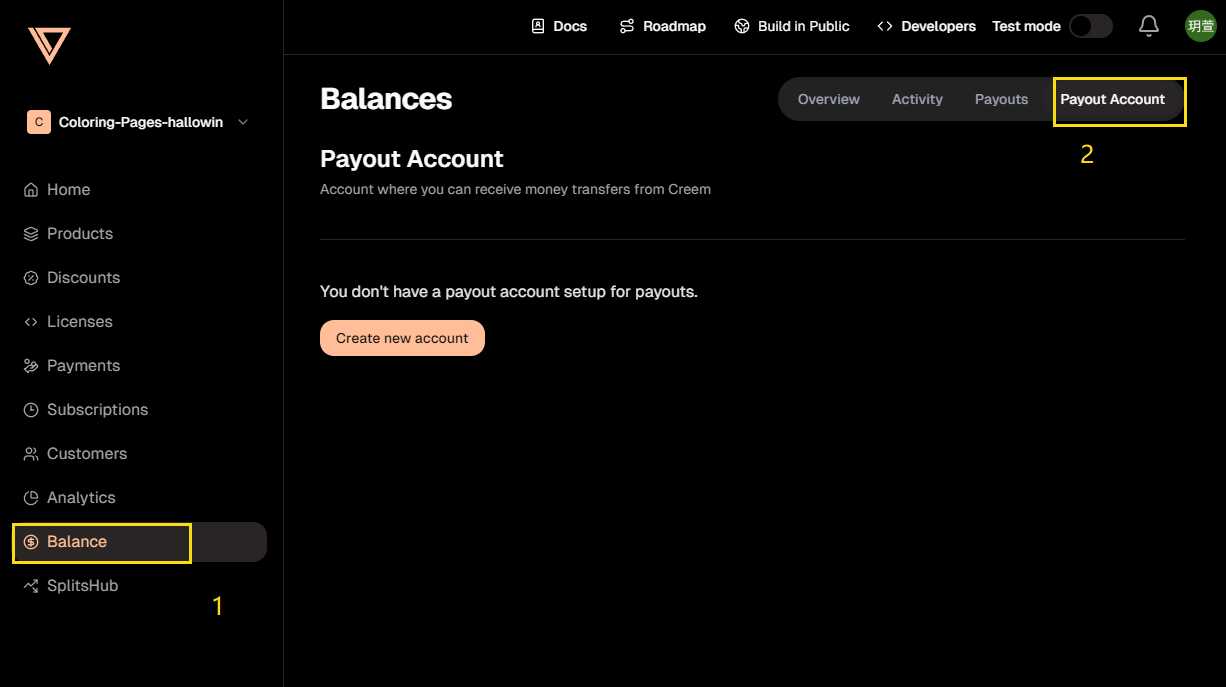 Docs
Roadmap
Build in Public
Developers
Test mode
玥萱
C
Coloring-Pages-hallowin
Home
Products
Discounts
Licenses
Payments
Subscriptions
Customers
Analytics
Balance
SplitsHub
1
Balances
Overview
Activity
Payouts
Payout Account
2
Payout Account
Account where you can receive money transfers from Creem
You don't have a payout account setup for payouts.
Create new account